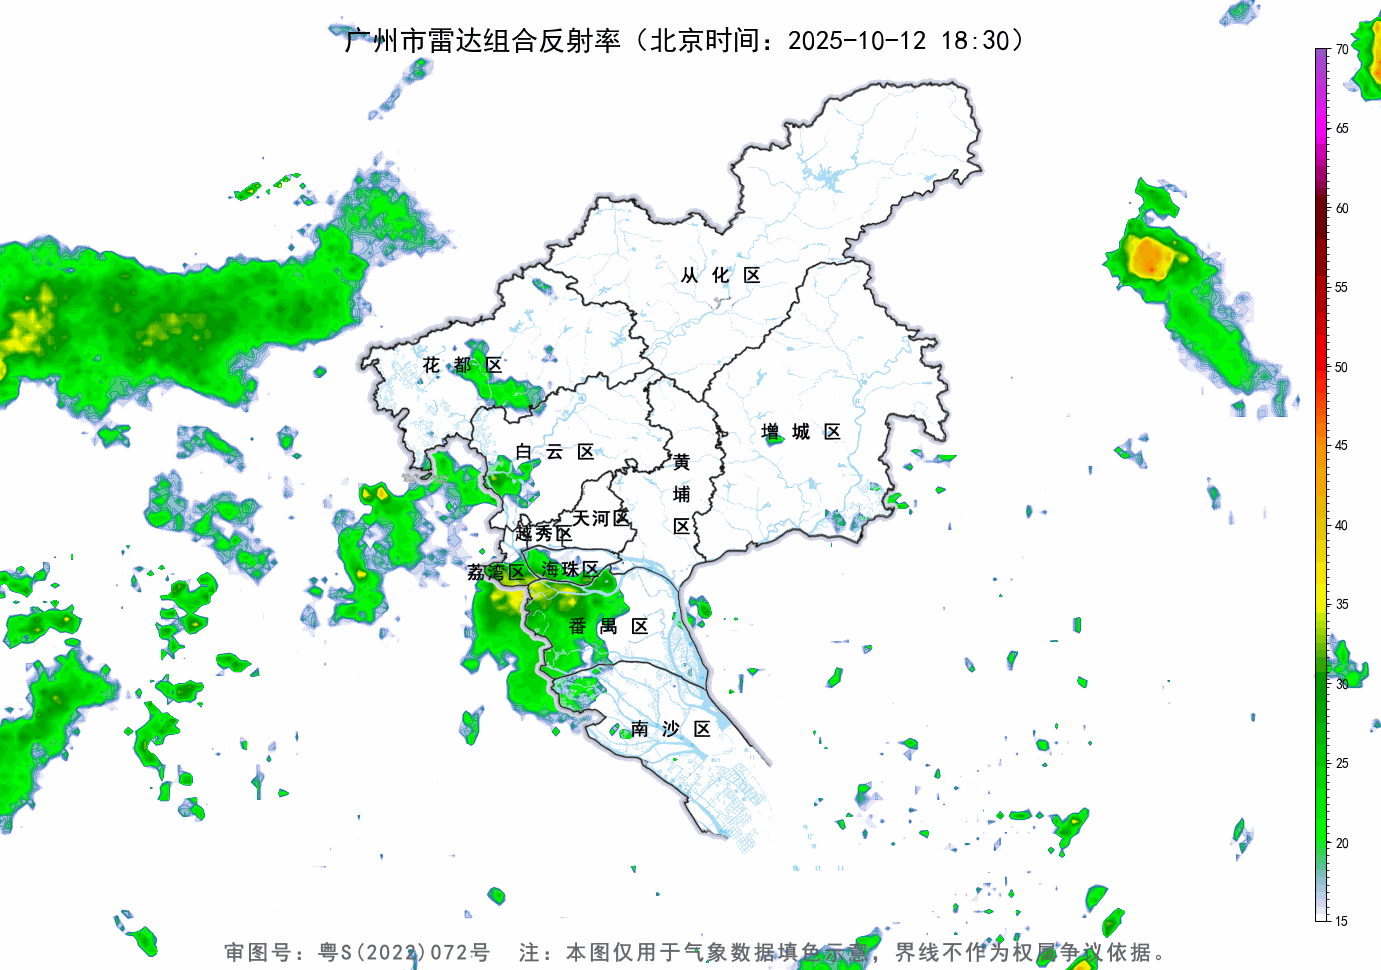 广州市雷达组合反射率（北京时间：2025-10-12 18:30）
70
65
60
55
50
45
40
35
30
25
20
15
从化区
花都区
增城区
白云区
黄埔区
天河区
越秀区
海珠区
荔湾区
番禺区
南沙区
审图号：粤S(2022)072号 注：本图仅用于气象数据填色示意，界线不作为权属争议依据。